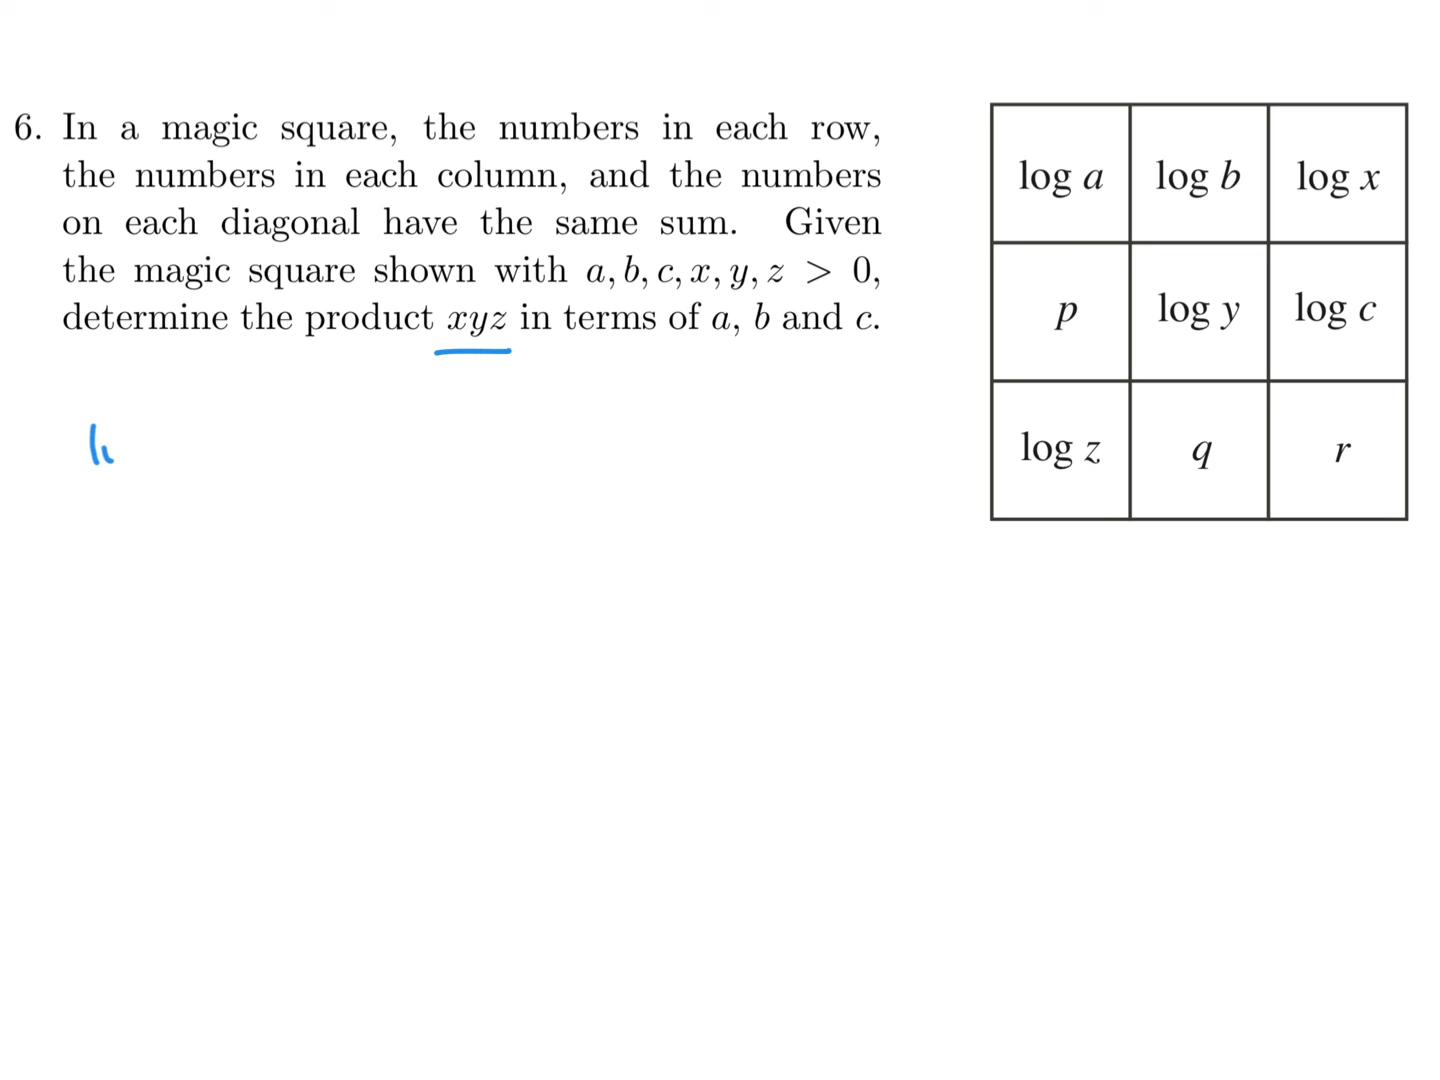 6. In a magic square, the numbers in each row,
the numbers in each column, and the numbers
on each diagonal have the same sum. Given
the magic square shown with a, b, c, x, y, z > 0,
determine the product xyz in terms of a, b and c.
log a log b log x
p log y log c
log z q r